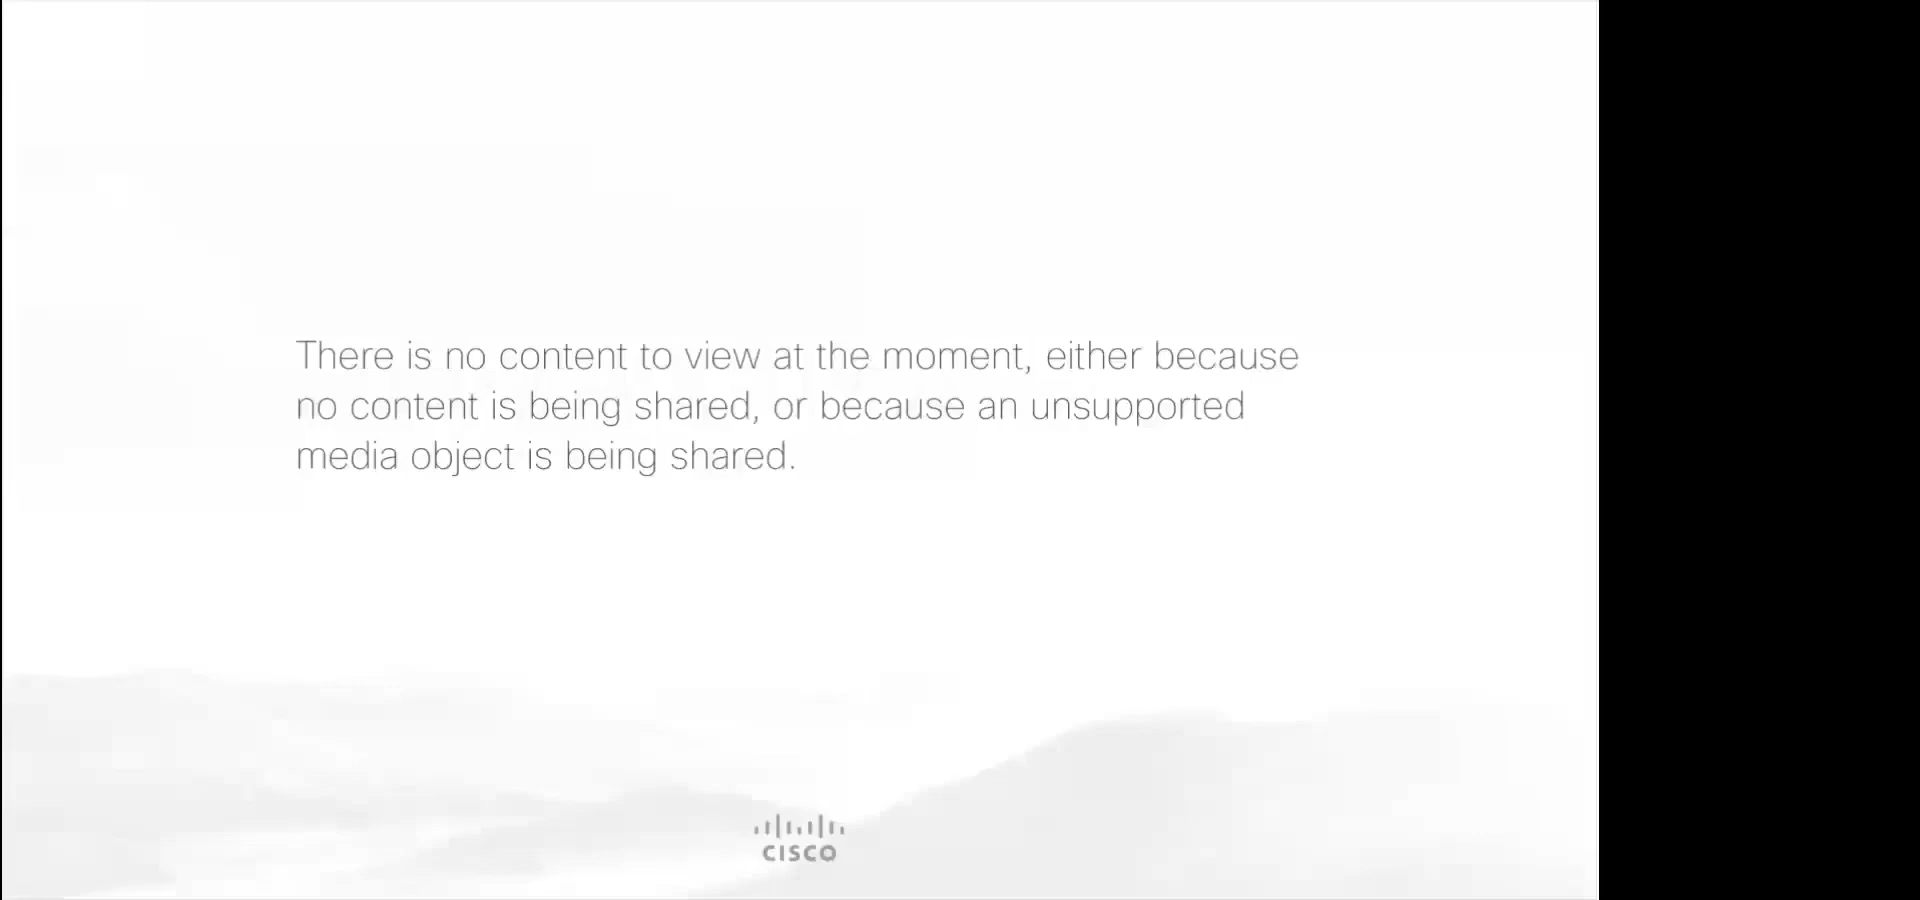 There is no content to view at the moment, either because
no content is being shared, or because an unsupported
media object is being shared.
CISCO